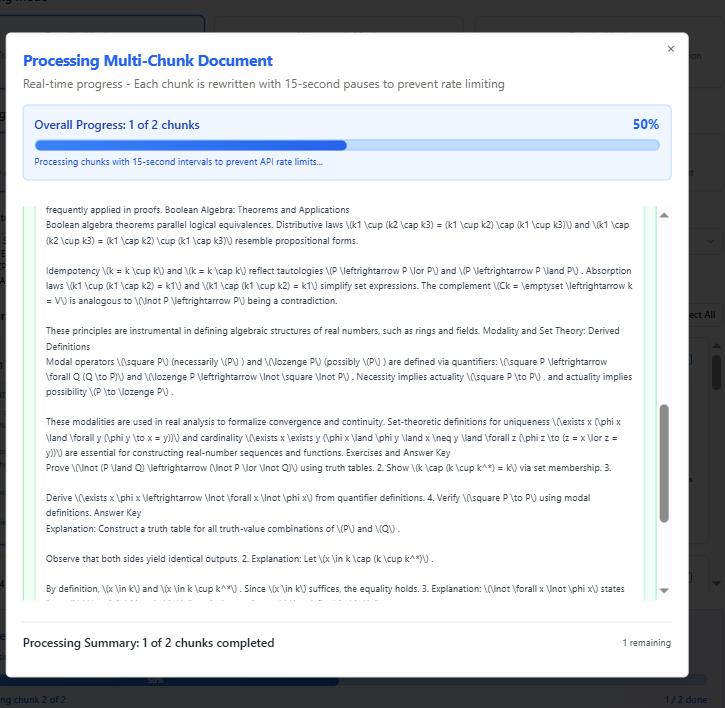 Processing Multi-Chunk Document
×
Real-time progress - Each chunk is rewritten with 15-second pauses to prevent rate limiting
Overall Progress: 1 of 2 chunks
50%
Processing chunks with 15-second intervals to prevent API rate limits...
frequently applied in proofs. Boolean Algebra: Theorems and Applications
Boolean algebra theorems parallel logical equivalences. Distributive laws \(k1 \cup (k2 \cap k3) = (k1 \cup k2) \cap (k1 \cup k3)\) and \(k1 \cap
(k2 \cup k3) = (k1 \cap k2) \cup (k1 \cap k3)\) resemble propositional forms.
Idempotency \(k = k \cup k\) and \(k = k \cap k\) reflect tautologies \(P \leftrightarrow P \lor P\) and \(P \leftrightarrow P \land P\) . Absorption
laws \(k1 \cup (k1 \cap k2) = k1\) and \(k1 \cap (k1 \cup k2) = k1\) simplify set expressions. The complement \(Ck = \emptyset \leftrightarrow k
= V\) is analogous to \(\lnot P \leftrightarrow P\) being a contradiction.
These principles are instrumental in defining algebraic structures of real numbers, such as rings and fields. Modality and Set Theory: Derived
Definitions
Modal operators \(\square P\) (necessarily \(P\) ) and \(\lozenge P\) (possibly \(P\) ) are defined via quantifiers: \(\square P \leftrightarrow
\forall Q (Q \to P)\) and \(\lozenge P \leftrightarrow \lnot \square \lnot P\) . Necessity implies actuality \(\square P \to P\) , and actuality implies
possibility \(P \to \lozenge P\) .
These modalities are used in real analysis to formalize convergence and continuity. Set-theoretic definitions for uniqueness \(\exists x (\phi x
\land \forall y (\phi y \to x = y))\) and cardinality \(\exists x \exists y (\phi x \land \phi y \land x \neq y \land \forall z (\phi z \to (z = x \lor z =
y))\) are essential for constructing real-number sequences and functions. Exercises and Answer Key
Prove \(\lnot (P \land Q) \leftrightarrow (\lnot P \lor \lnot Q)\) using truth tables. 2. Show \(k \cap (k \cup k^*) = k\) via set membership. 3.
Derive \(\exists x \phi x \leftrightarrow \lnot \forall x \lnot \phi x\) from quantifier definitions. 4. Verify \(\square P \to P\) using modal
definitions. Answer Key
Explanation: Construct a truth table for all truth-value combinations of \(P\) and \(Q\) .
Observe that both sides yield identical outputs. 2. Explanation: Let \(x \in k \cap (k \cup k^*)\) .
By definition, \(x \in k\) and \(x \in k \cup k^*\) . Since \(x \in k\) suffices, the equality holds. 3. Explanation: \(\lnot \forall x \lnot \phi x\) states
Processing Summary: 1 of 2 chunks completed
1 remaining
50%
ng chunk 2 of 2
1 / 2 done